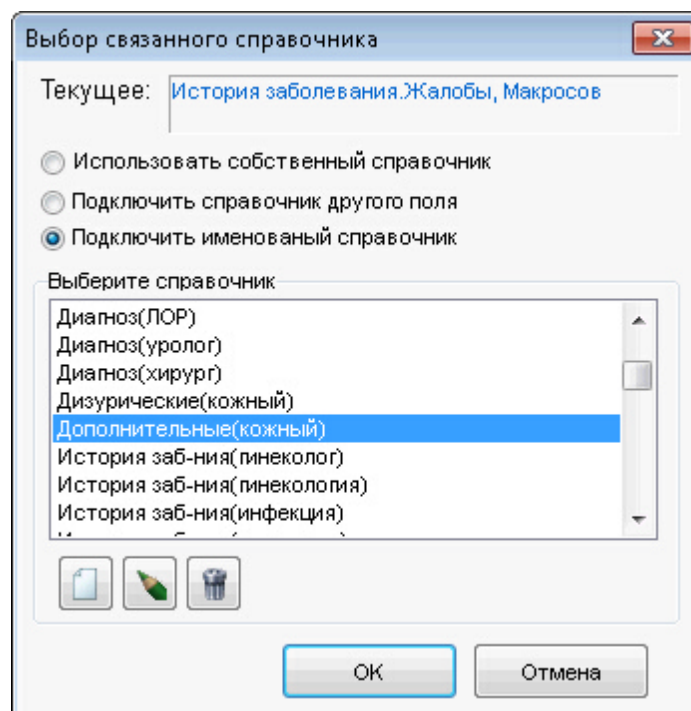 Выбор связанного справочника
Текущее: История заболевания.Жалобы, Макросов
Использовать собственный справочник
Подключить справочник другого поля
Подключить именованый справочник
Выберите справочник
Диагноз(ЛОР)
Диагноз(уролог)
Диагноз(хирург)
Дизурические(кожный)
Дополнительные(кожный)
История заб-ния(гинеколог)
История заб-ния(гинекология)
История заб-ния(инфекция)
ОК
Отмена